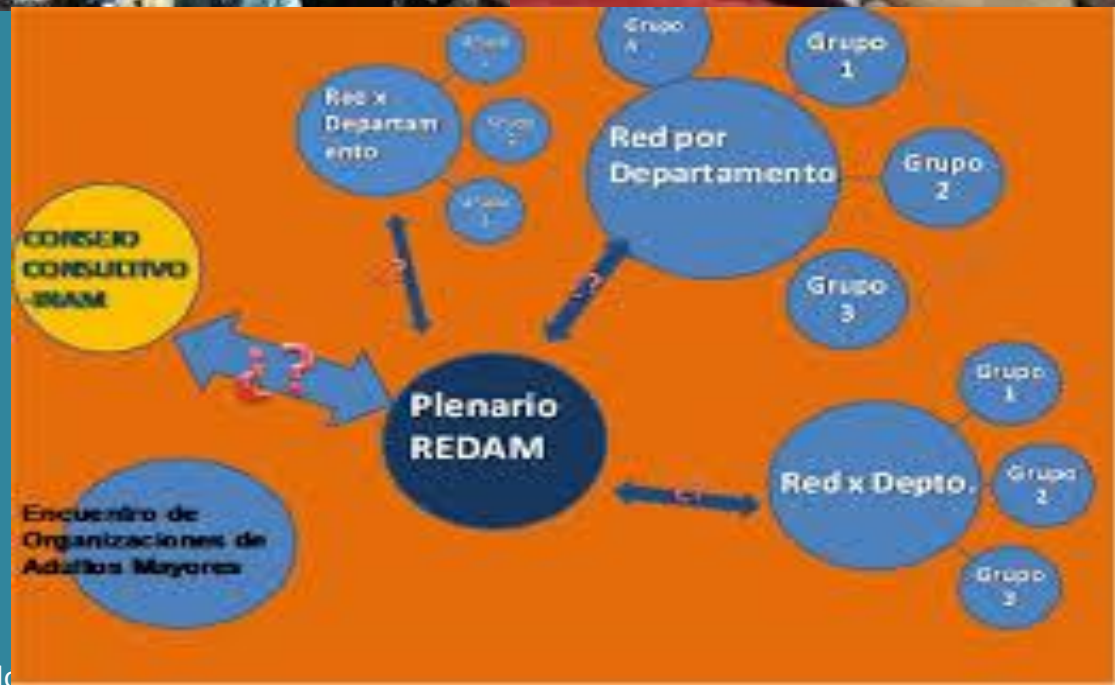 Red x
Departam
ento
Grupo
Grupo
1
Red por
Departamento
Grupo
2
Grupo
3
CONSEJO
CONSULTIVO
¿?
Plenario
REDAM
Encuentro de
Organizaciones de
Adultos Mayores
Red x Depto.
Grupo
1
Grupo
2
Grupo
3